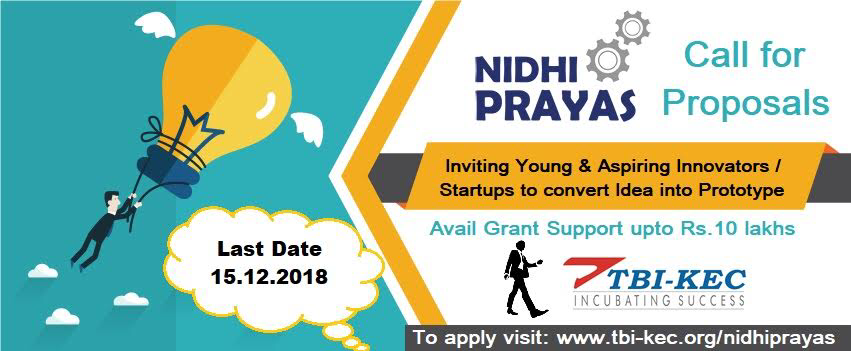 NIDHI
PRAYAS
Call for
Proposals
Inviting Young & Aspiring Innovators /
Startups to convert Idea into Prototype
Avail Grant Support upto Rs.10 lakhs
Last Date
15.12.2018
TBI-KEC
INCUBATING SUCCESS
To apply visit: www.tbi-kec.org/nidhiprayas